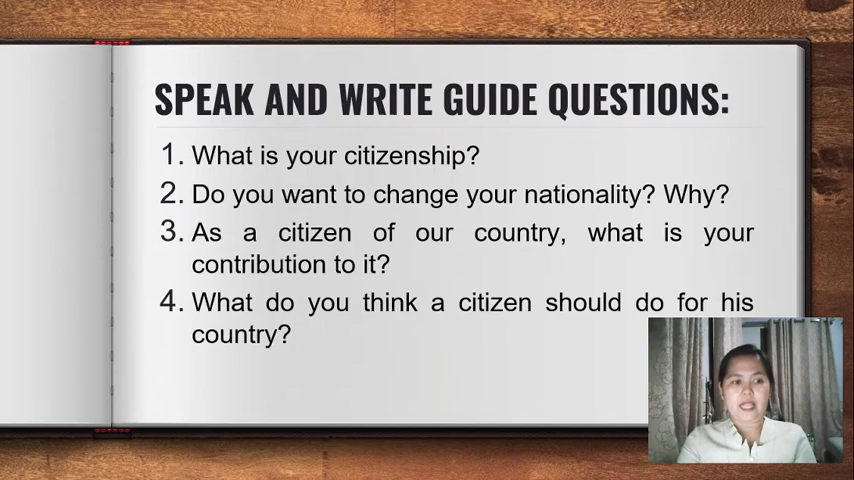 SPEAK AND WRITE GUIDE QUESTIONS:
1. What is your citizenship?
2. Do you want to change your nationality? Why?
3. As a citizen of our country, what is your
contribution to it?
4. What do you think a citizen should do for his
country?